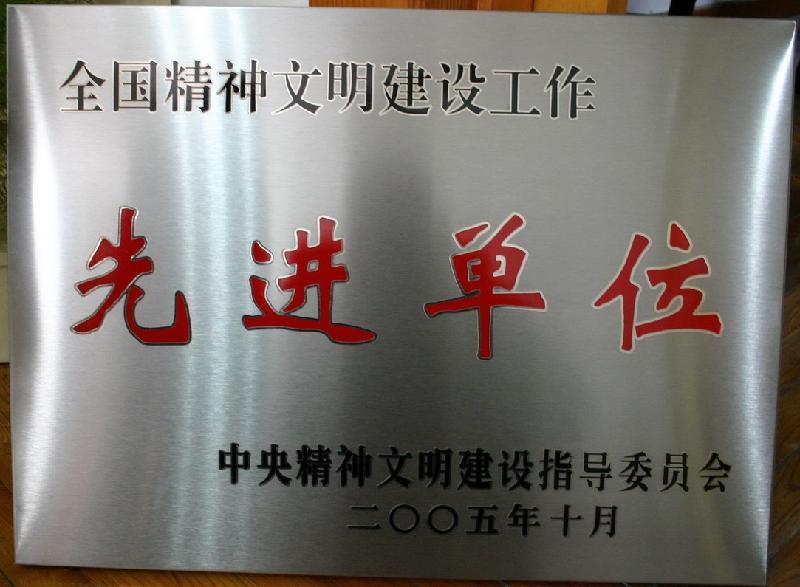 全国精神文明建设工作
先进单位
中央精神文明建设指导委员会
二〇〇五年十月